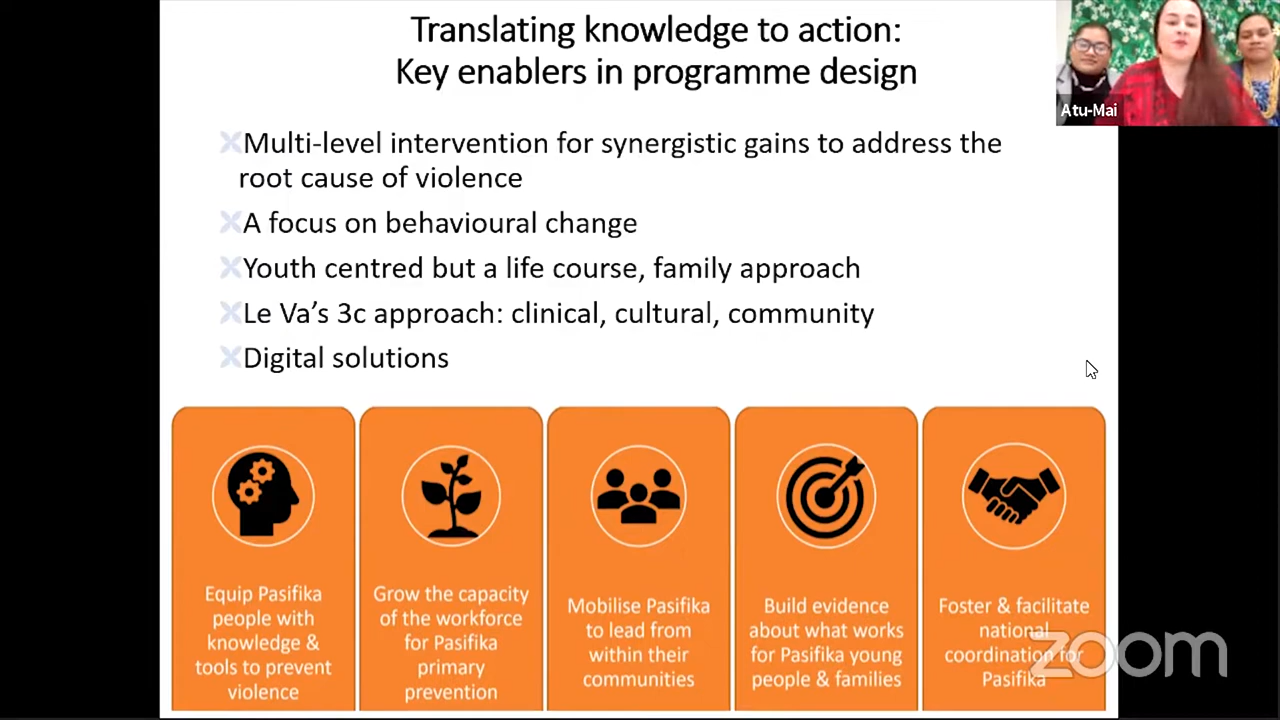 Translating knowledge to action:
Key enablers in programme design
Atu-Mai
Multi-level intervention for synergistic gains to address the
root cause of violence
A focus on behavioural change
Youth centred but a life course, family approach
Le Va’s 3c approach: clinical, cultural, community
Digital solutions
Equip Pasifika
people with
knowledge &
tools to prevent
violence
Grow the capacity
of the workforce
for Pasifika
primary
prevention
Mobilise Pasifika
to lead from
within their
communities
Build evidence
about what works
for Pasifika young
people & families
Foster & facilitate
national
coordination for
Pasifika
zoom